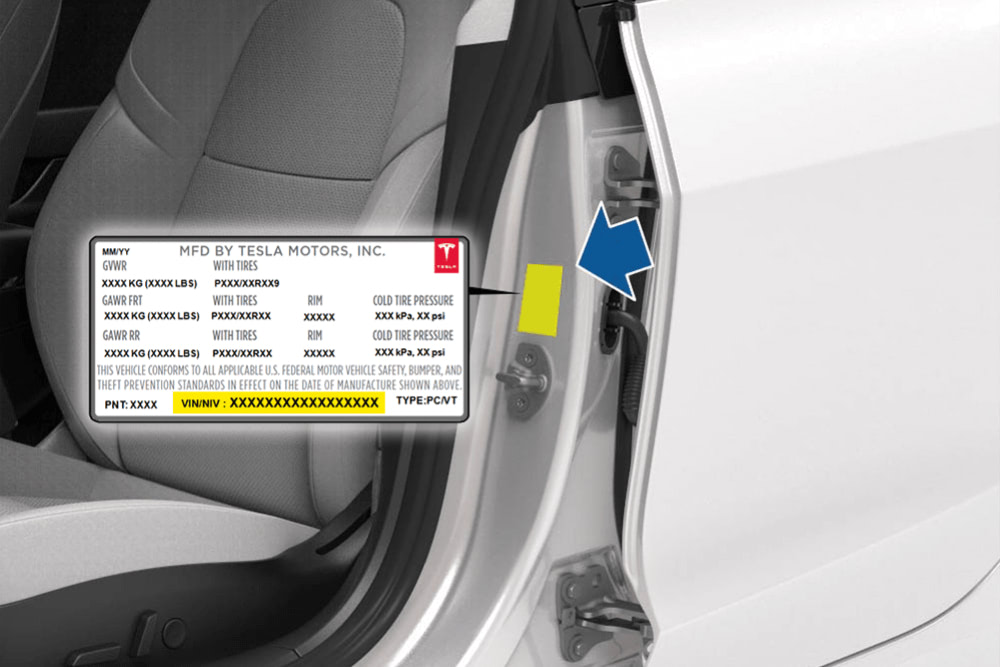 MM/YY MFD BY TESLA MOTORS, INC.
TESLA
GVWR WITH TIRES
XXXX KG (XXXX LBS) PXXX/XXRXX9
GAWR FRT WITH TIRES RIM COLD TIRE PRESSURE
XXXX KG (XXXX LBS) PXXX/XXRXX XXXXX XXX kPa, XX psi
GAWR RR WITH TIRES RIM COLD TIRE PRESSURE
XXXX KG (XXXX LBS) PXXX/XXRXX XXXXX XXX kPa, XX psi
THIS VEHICLE CONFORMS TO ALL APPLICABLE U.S. FEDERAL MOTOR VEHICLE SAFETY, BUMPER, AND
THEFT PREVENTION STANDARDS IN EFFECT ON THE DATE OF MANUFACTURE SHOWN ABOVE.
PNT: XXXX VIN/NIV : XXXXXXXXXXXXXXXXX TYPE:PC/VT